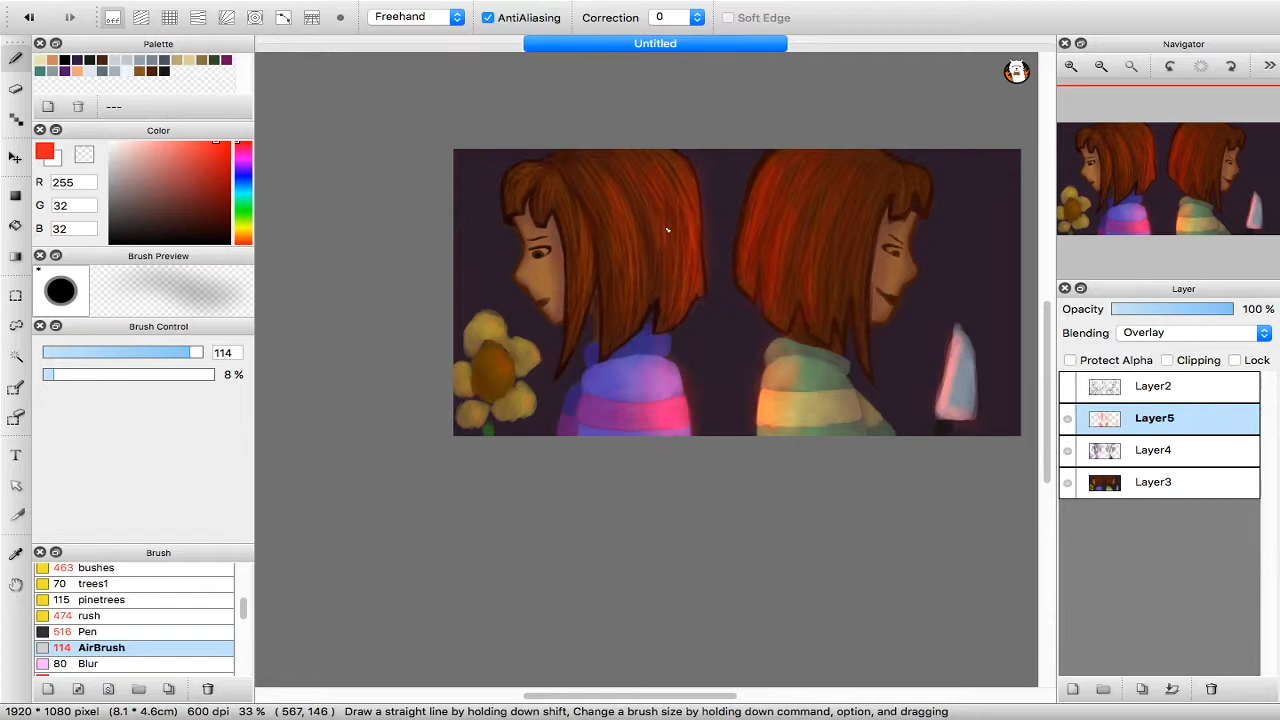 off
Freehand
AntiAliasing
Correction 0
Soft Edge
Palette
Untitled
Navigator
---
Color
R 255
G 32
B 32
Brush Preview
*
Brush Control
114
8 %
Layer
Opacity 100 %
Blending Overlay
Protect Alpha
Clipping
Lock
Layer2
Layer5
Layer4
Layer3
Brush
463 bushes
70 trees1
115 pinetrees
474 rush
516 Pen
114 AirBrush
80 Blur
1920 * 1080 pixel (8.1 * 4.6cm) 600 dpi 33 % ( 567, 146 ) Draw a straight line by holding down shift, Change a brush size by holding down command, option, and dragging